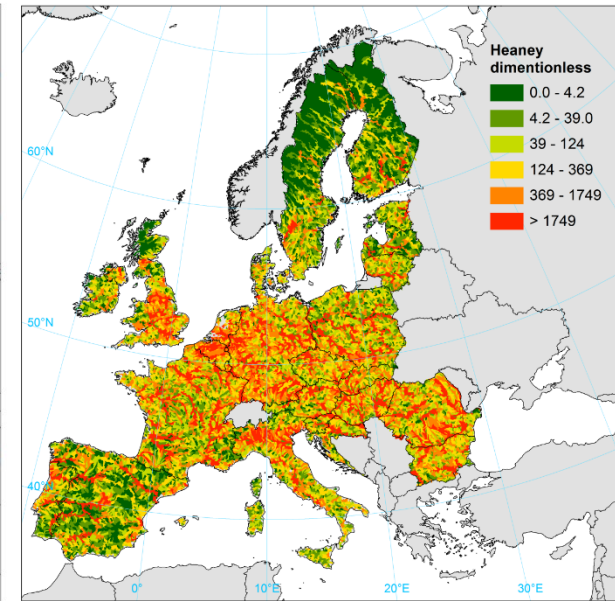 Heaney
dimentionless
0.0 - 4.2
4.2 - 39.0
39 - 124
124 - 369
369 - 1749
> 1749
60°N
50°N
40°N
0°
10°E
20°E
30°E